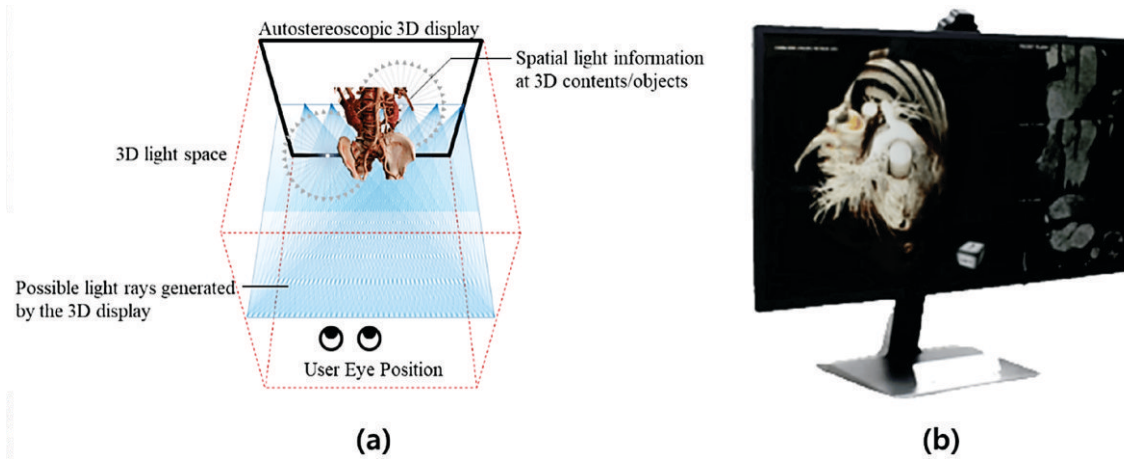 Autostereoscopic 3D display
Spatial light information
at 3D contents/objects
3D light space
Possible light rays generated
by the 3D display
User Eye Position
(a)
(b)